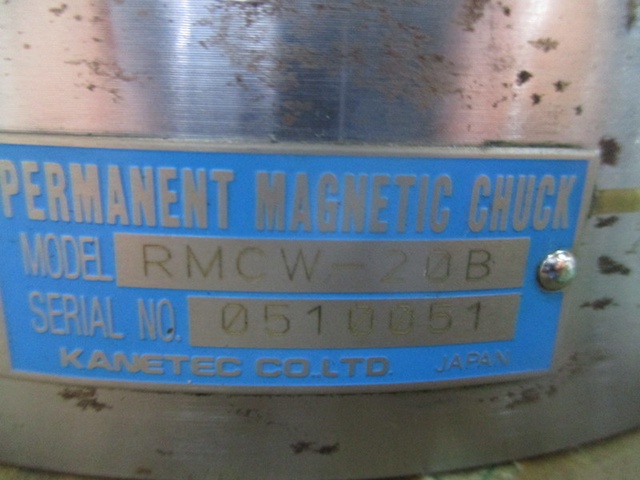 PERMANENT MAGNETIC CHUCK
MODEL RMCW-20B
SERIAL NO. 0510051
KANETEC CO.,LTD. JAPAN